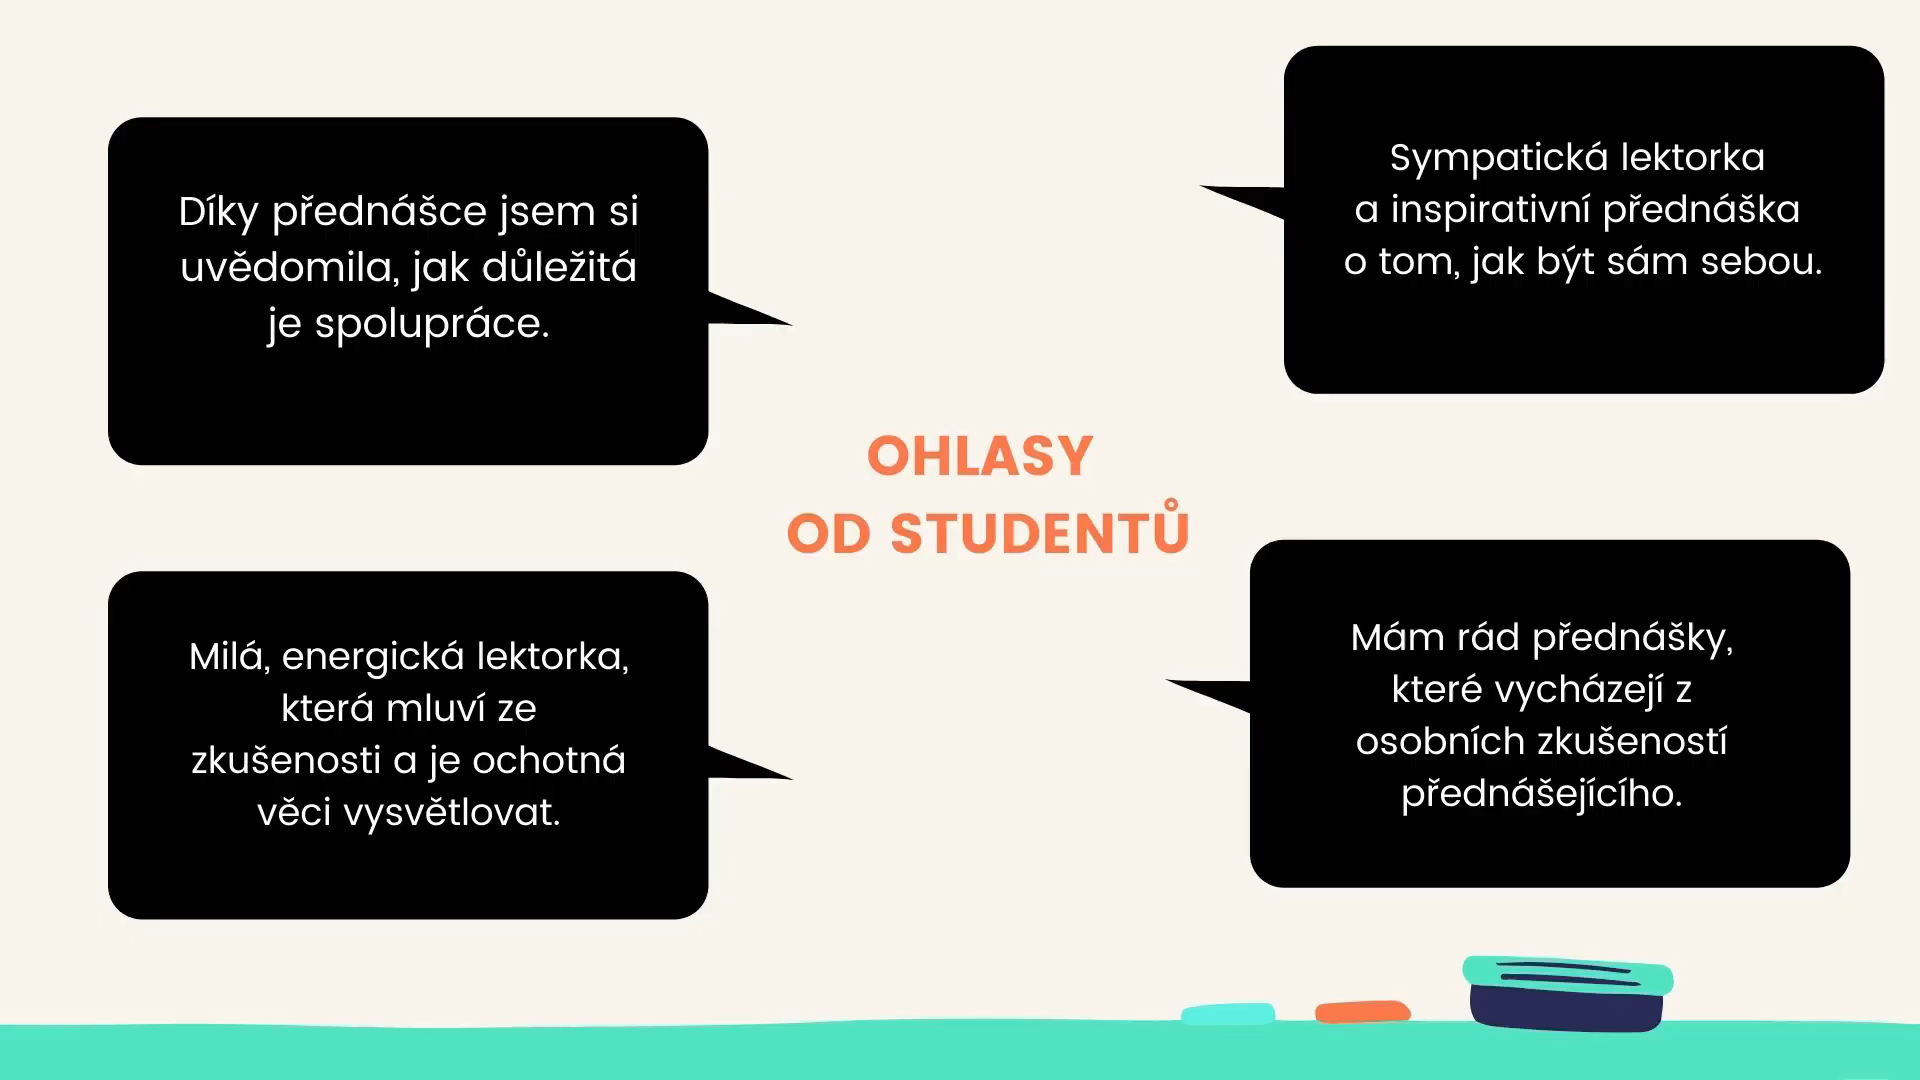 Díky přednášce jsem si
uvědomila, jak důležitá
je spolupráce.
Sympatická lektorka
a inspirativní přednáška
o tom, jak být sám sebou.
OHLASY
OD STUDENTŮ
Milá, energická lektorka,
která mluví ze
zkušenosti a je ochotná
věci vysvětlovat.
Mám rád přednášky,
které vycházejí z
osobních zkušeností
přednášejícího.